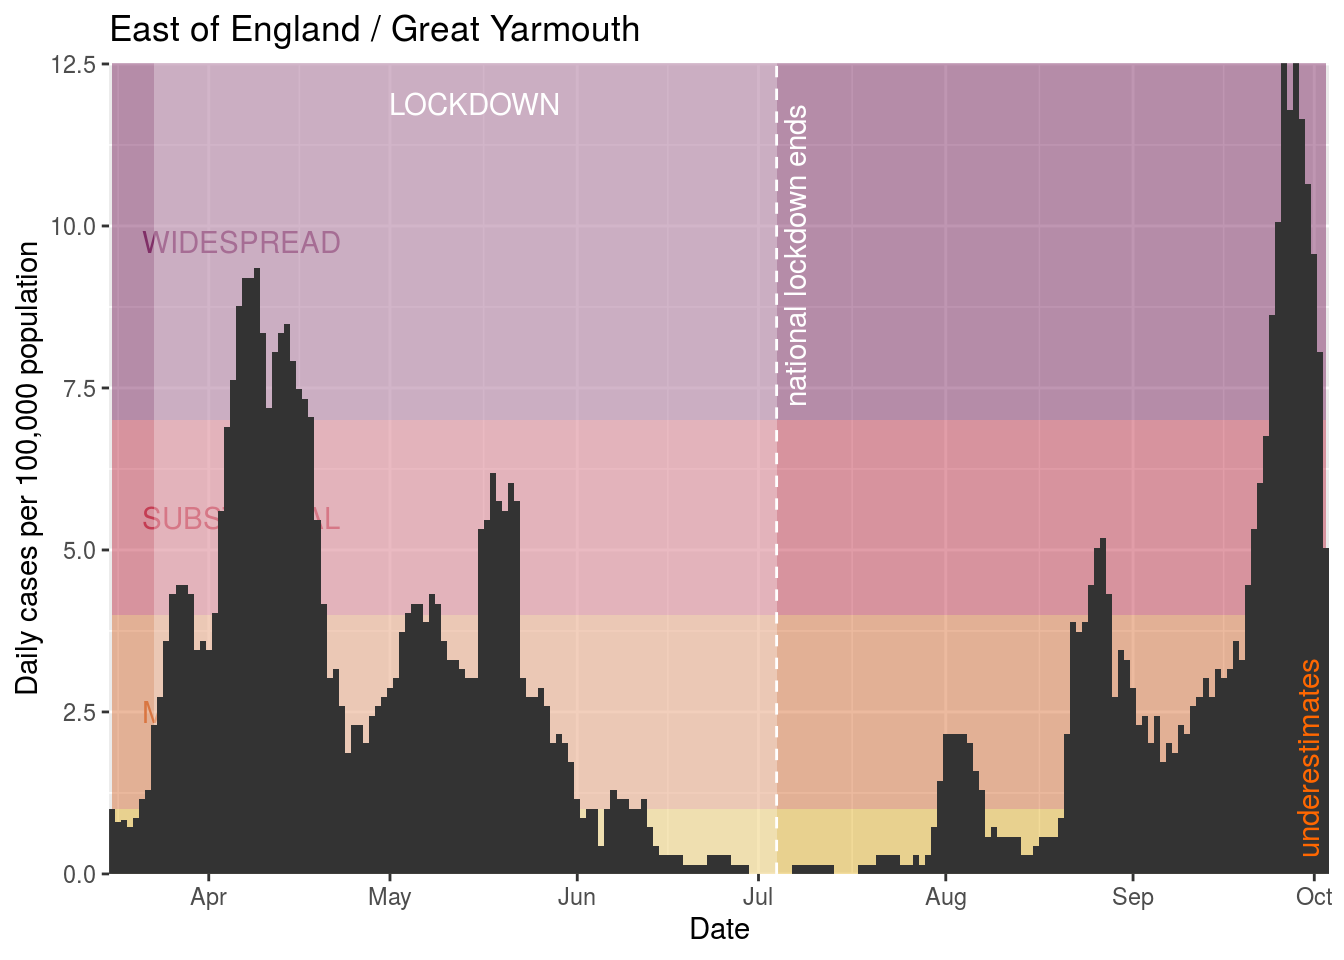 East of England / Great Yarmouth
12.5
10.0
7.5
5.0
2.5
0.0
Daily cases per 100,000 population
LOCKDOWN
WIDESPREAD
national lockdown ends
underestimates
Apr
May
Jun
Jul
Aug
Sep
Oct
Date